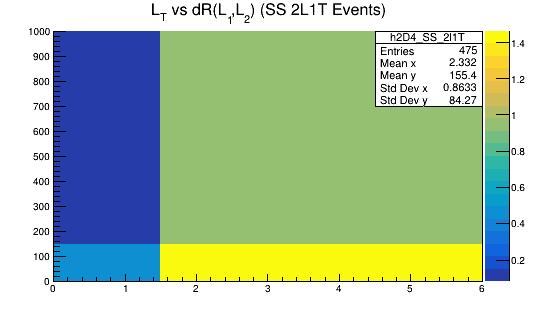 L_T vs dR(L_1,L_2) (SS 2L1T Events)
h2D4_SS_2l1T
Entries 475
Mean x 2.332
Mean y 155.4
Std Dev x 0.8633
Std Dev y 84.27
1000
900
800
700
600
500
400
300
200
100
0
0 1 2 3 4 5 6
1.4
1.2
1
0.8
0.6
0.4
0.2